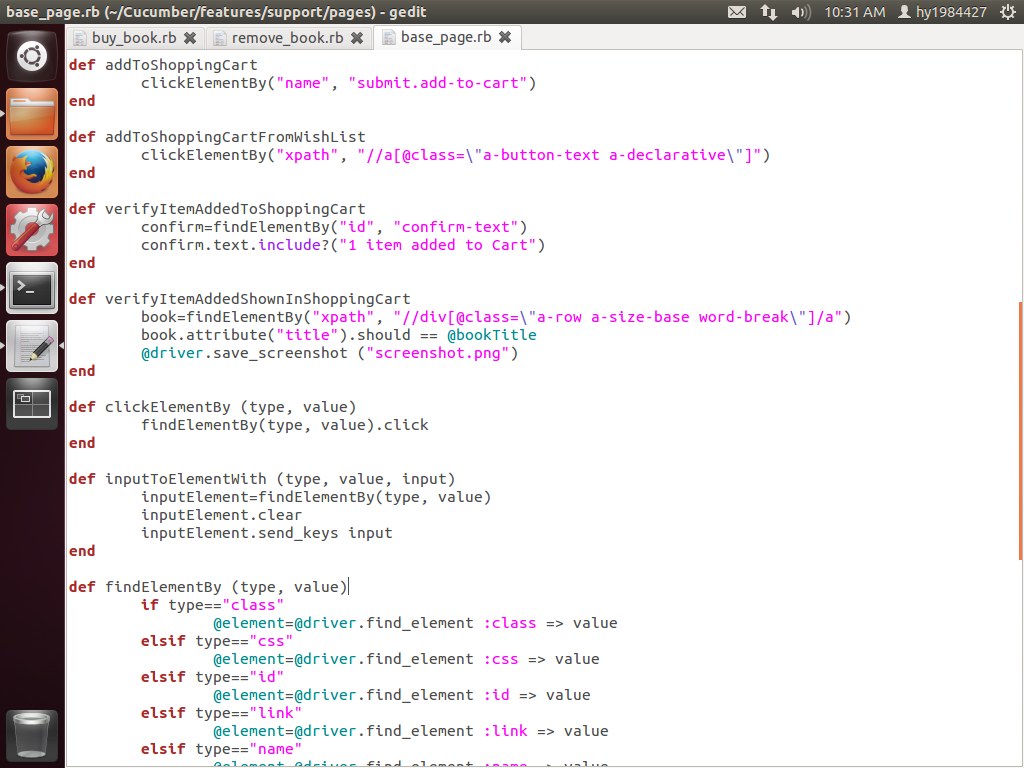 base_page.rb (~/Cucumber/features/support/pages) - gedit
10:31 AM
hy1984427
buy_book.rb
remove_book.rb
base_page.rb
def addToShoppingCart
        clickElementBy("name", "submit.add-to-cart")
end
def addToShoppingCartFromWishList
        clickElementBy("xpath", "//a[@class=\"a-button-text a-declarative\"]")
end
def verifyItemAddedToShoppingCart
        confirm=findElementBy("id", "confirm-text")
        confirm.text.include?("1 item added to Cart")
end
def verifyItemAddedShownInShoppingCart
        book=findElementBy("xpath", "//div[@class=\"a-row a-size-base word-break\"]/a")
        book.attribute("title").should == @bookTitle
        @driver.save_screenshot ("screenshot.png")
end
def clickElementBy (type, value)
        findElementBy(type, value).click
end
def inputToElementWith (type, value, input)
        inputElement=findElementBy(type, value)
        inputElement.clear
        inputElement.send_keys input
end
def findElementBy (type, value)
        if type=="class"
                @element=@driver.find_element :class => value
        elsif type=="css"
                @element=@driver.find_element :css => value
        elsif type=="id"
                @element=@driver.find_element :id => value
        elsif type=="link"
                @element=@driver.find_element :link => value
        elsif type=="name"
                @element=@driver.find_element :name => value